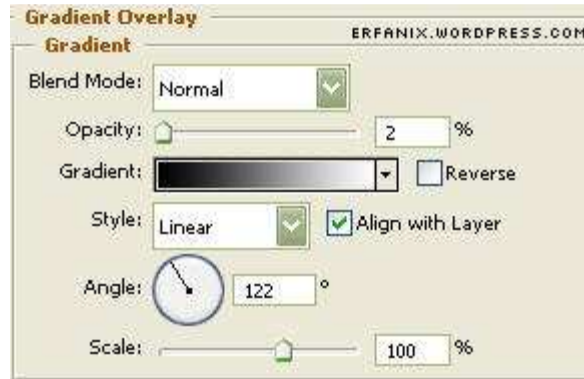 Gradient Overlay
ERFANIX.WORDPRESS.COM
Gradient
Blend Mode: Normal
Opacity: 2 %
Gradient: Reverse
Style: Linear Align with Layer
Angle: 122 °
Scale: 100 %